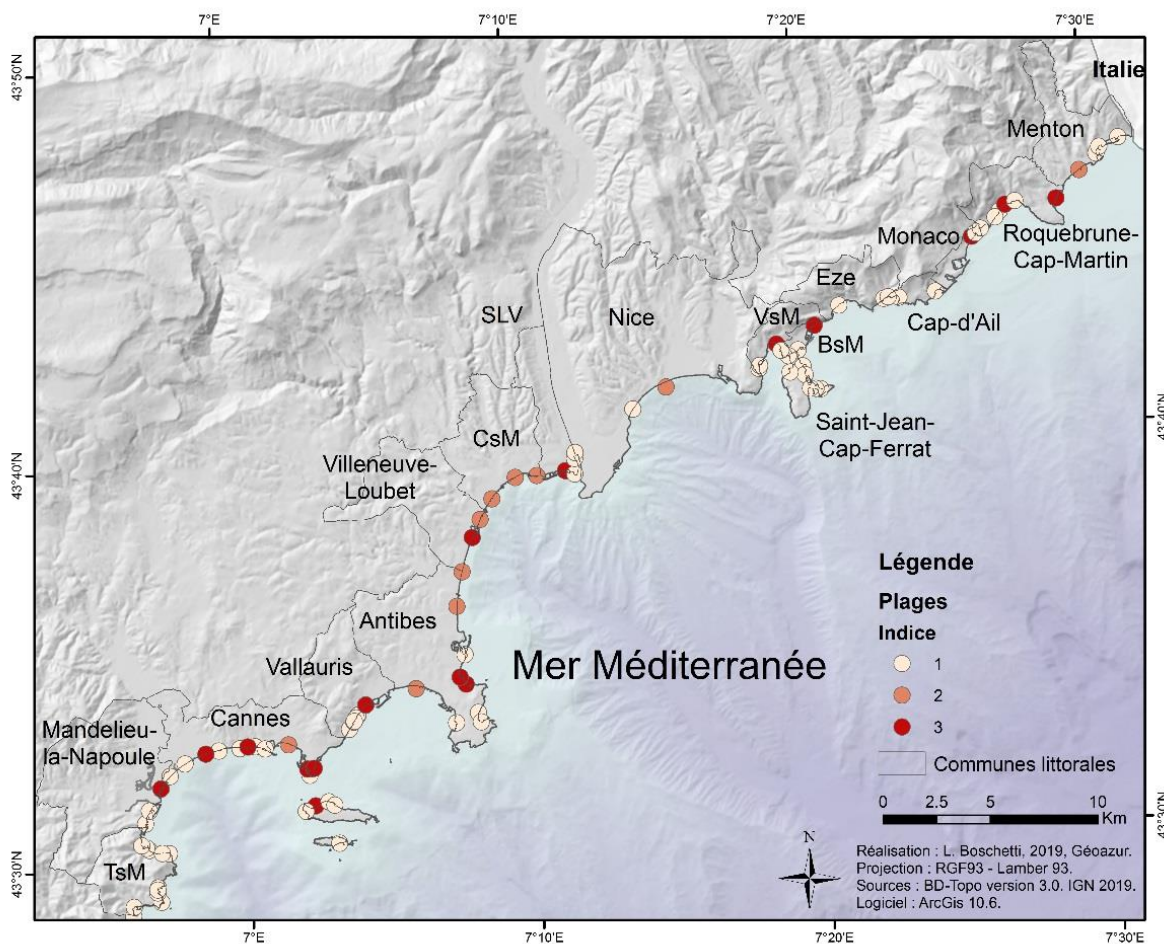 7°E
7°10'E
7°20'E
7°30'E
43°50'N
43°40'N
43°30'N
43°40'N
43°30'N
Italie
Menton
Monaco
Roquebrune-
Cap-Martin
Eze
Cap-d'Ail
VsM
BsM
Saint-Jean-
Cap-Ferrat
SLV
Nice
CsM
Villeneuve-
Loubet
Antibes
Vallauris
Cannes
Mandelieu-
la-Napoule
TsM
Mer Méditerranée
Légende
Plages
Indice
1
2
3
Communes littorales
0 2.5 5 10
Km
N
Réalisation : L. Boschetti, 2019, Géoazur.
Projection : RGF93 - Lamber 93.
Sources : BD-Topo version 3.0. IGN 2019.
Logiciel : ArcGis 10.6.
7°E
7°10'E
7°20'E
7°30'E